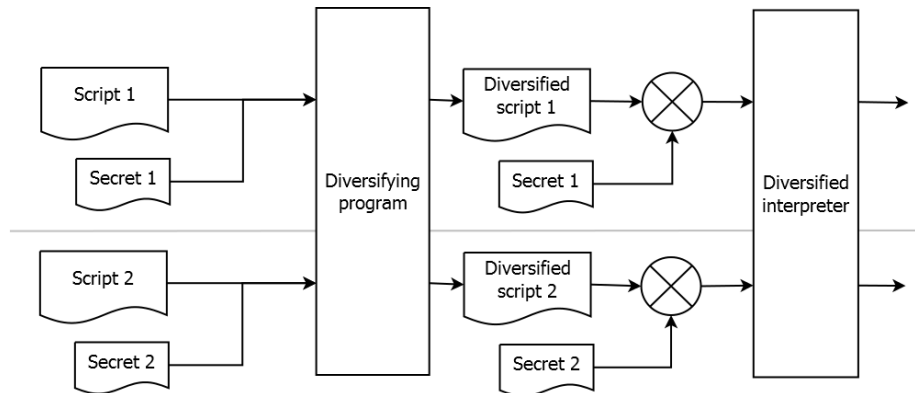 Script 1
Secret 1
Diversifying
program
Diversified
script 1
Secret 1
Diversified
interpreter
Script 2
Secret 2
Diversified
script 2
Secret 2